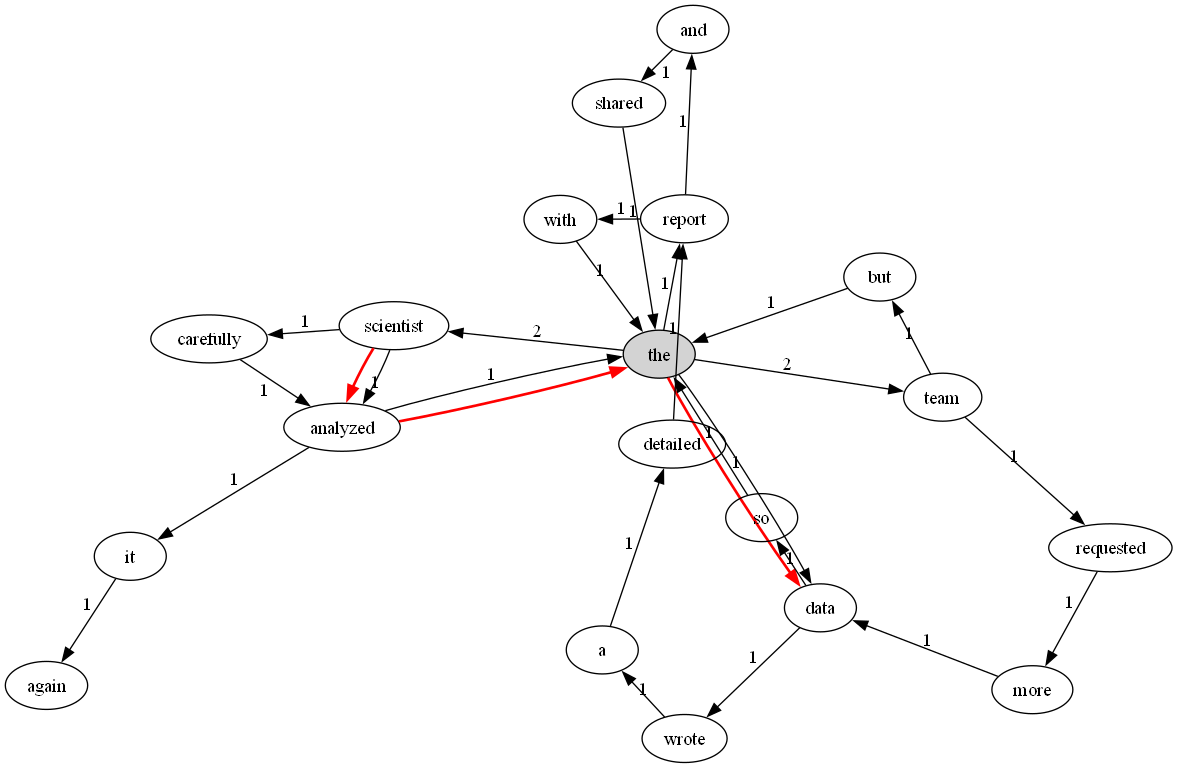 and
1
shared
1
with
1
1
report
but
1
1
carefully
1
scientist
2
1
the
1
2
team
1
1
1
analyzed
1
detailed
1
1
1
1
so
requested
it
1
1
data
1
1
1
a
1
again
1
more
wrote